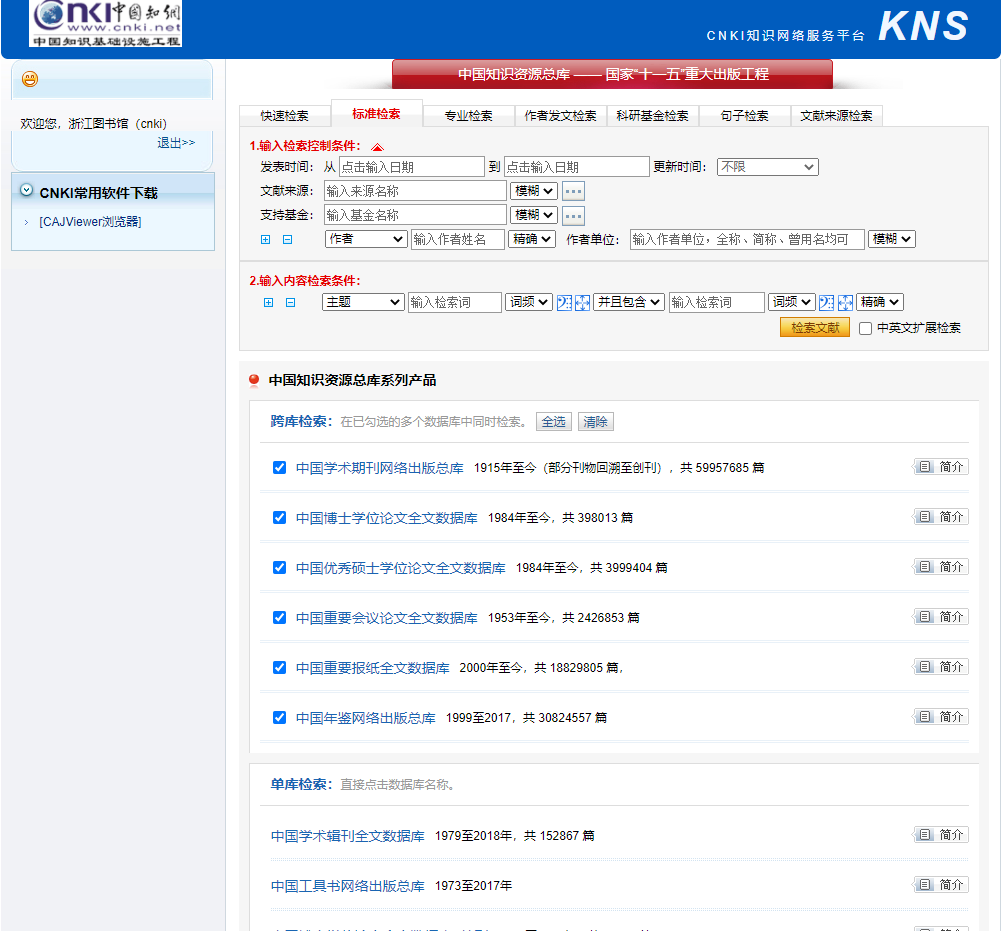 CNKI中国知网
www.cnki.net
中国知识基础设施工程
CNKI知识网络服务平台 KNS
欢迎您，浙江图书馆（cnki）
退出>>
CNKI常用软件下载
[CAJViewer浏览器]
中国知识资源总库 —— 国家“十一五”重大出版工程
快速检索 标准检索 专业检索 作者发文检索 科研基金检索 句子检索 文献来源检索
1.输入检索控制条件：
发表时间： 从 点击输入日期 到 点击输入日期 更新时间： 不限
文献来源： 输入来源名称 模糊 ...
支持基金： 输入基金名称 模糊 ...
作者 输入作者姓名 精确 作者单位： 输入作者单位，全称、简称、曾用名均可 模糊
2.输入内容检索条件：
主题 输入检索词 词频 并且包含 输入检索词 词频 精确
检索文献 中英文扩展检索
中国知识资源总库系列产品
跨库检索：在已勾选的多个数据库中同时检索。 全选 清除
中国学术期刊网络出版总库 1915年至今（部分刊物回溯至创刊），共 59957685 篇 简介
中国博士学位论文全文数据库 1984年至今，共 398013 篇 简介
中国优秀硕士学位论文全文数据库 1984年至今，共 3999404 篇 简介
中国重要会议论文全文数据库 1953年至今，共 2426853 篇 简介
中国重要报纸全文数据库 2000年至今，共 18829805 篇， 简介
中国年鉴网络出版总库 1999至2017，共 30824557 篇 简介
单库检索：直接点击数据库名称。
中国学术辑刊全文数据库 1979至2018年，共 152867 篇 简介
中国工具书网络出版总库 1973至2017年 简介